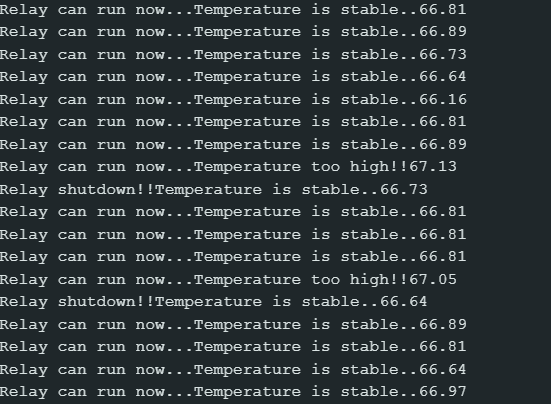 Relay can run now...Temperature is stable..66.81
Relay can run now...Temperature is stable..66.89
Relay can run now...Temperature is stable..66.73
Relay can run now...Temperature is stable..66.64
Relay can run now...Temperature is stable..66.16
Relay can run now...Temperature is stable..66.81
Relay can run now...Temperature is stable..66.89
Relay can run now...Temperature too high!!67.13
Relay shutdown!!Temperature is stable..66.73
Relay can run now...Temperature is stable..66.81
Relay can run now...Temperature is stable..66.81
Relay can run now...Temperature is stable..66.81
Relay can run now...Temperature too high!!67.05
Relay shutdown!!Temperature is stable..66.64
Relay can run now...Temperature is stable..66.89
Relay can run now...Temperature is stable..66.81
Relay can run now...Temperature is stable..66.64
Relay can run now...Temperature is stable..66.97